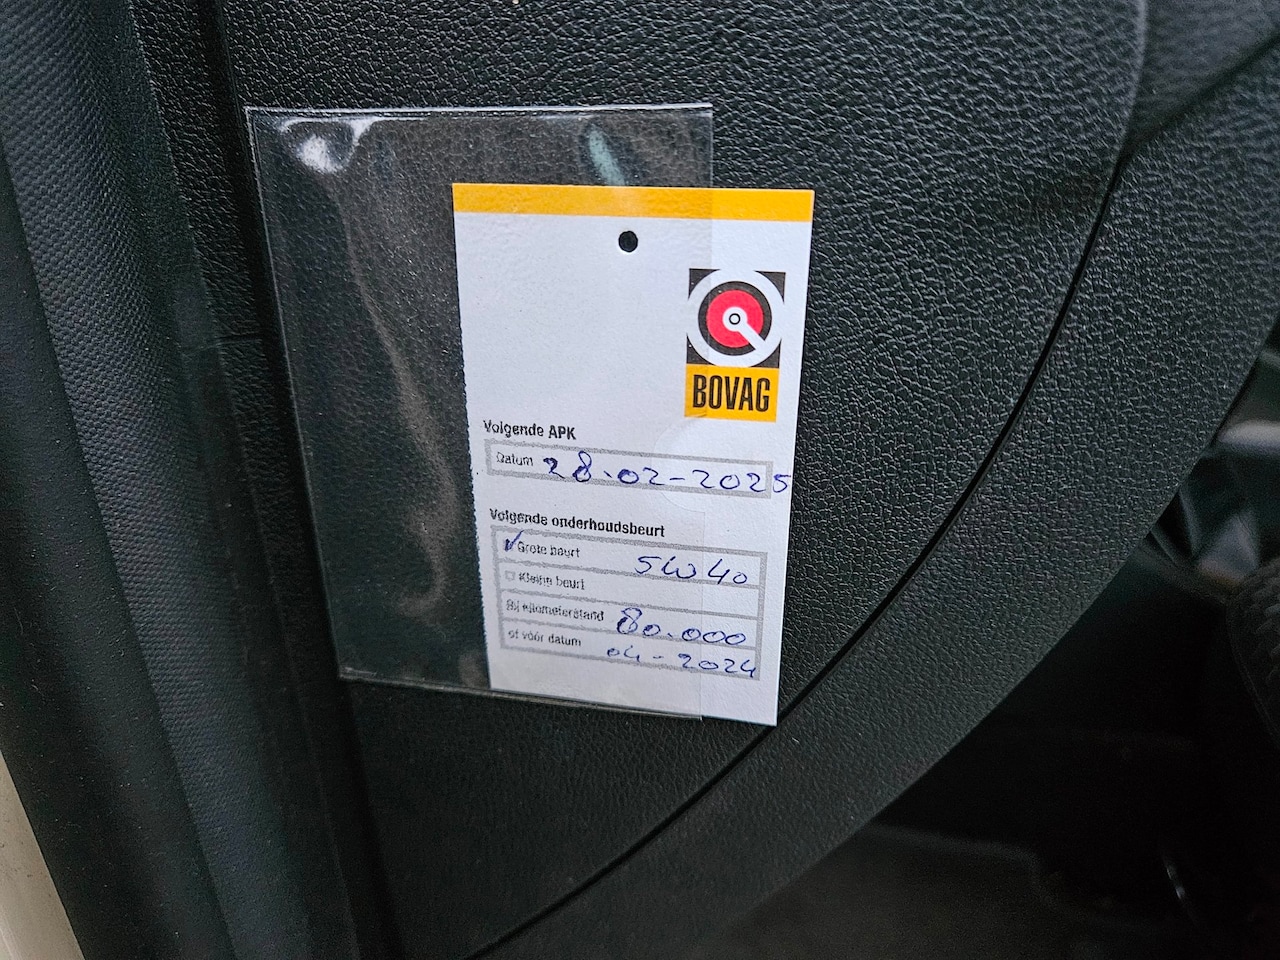 BOVAG
Volgende APK
Datum 28-02-2025
Volgende onderhoudsbeurt
Grote beurt 5W40
Kleine beurt
Bij kilometerstand 80.000
of vóór datum 04-2024